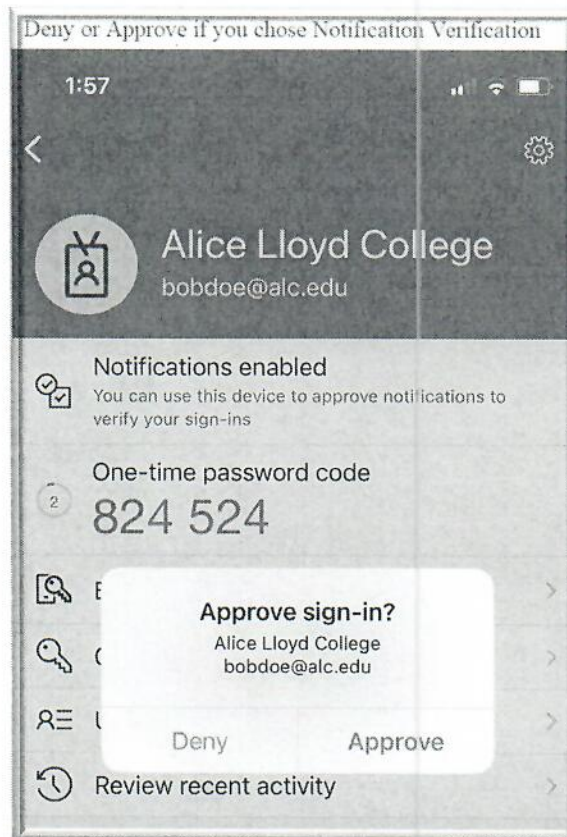 Deny or Approve if you chose Notification Verification
1:57
Alice Lloyd College
bobdoe@alc.edu
Notifications enabled
You can use this device to approve notifications to
verify your sign-ins
One-time password code
2
824 524
Approve sign-in?
Alice Lloyd College
bobdoe@alc.edu
Deny Approve
Review recent activity